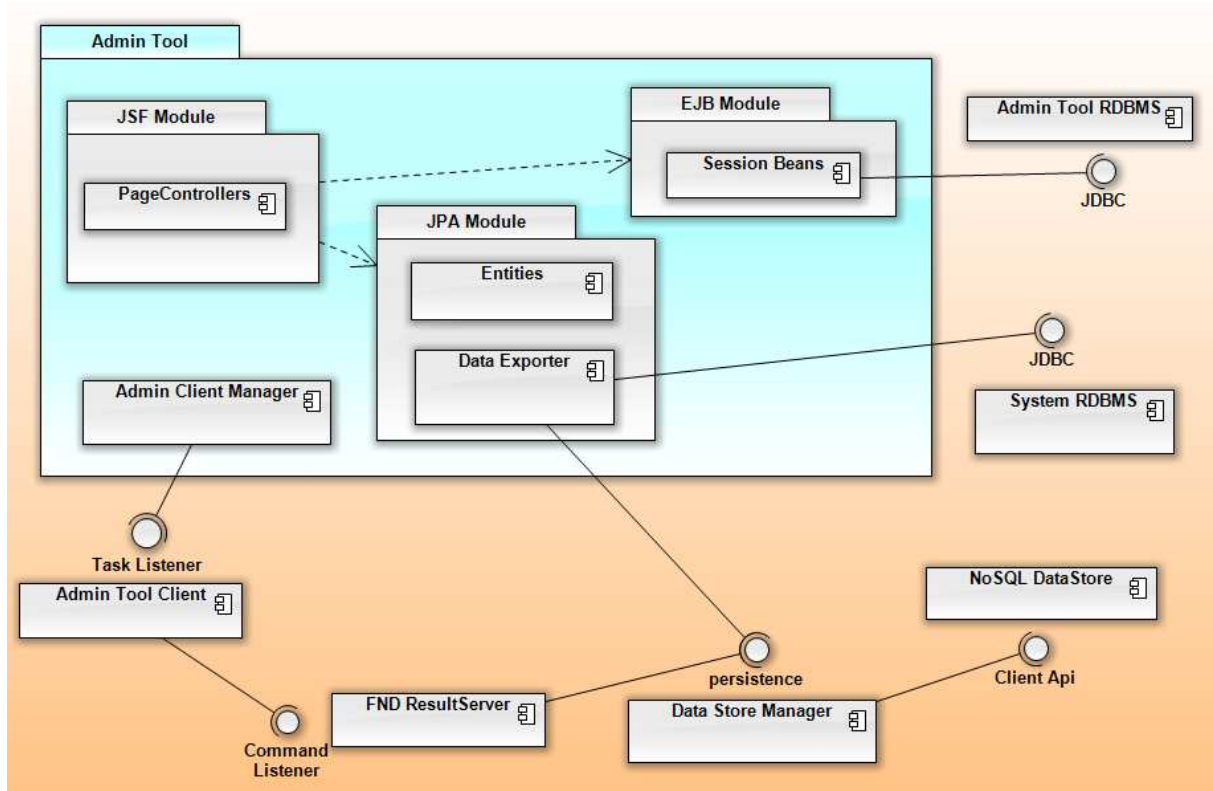 Admin Tool
JSF Module
EJB Module
Admin Tool RDBMS
PageControllers
Session Beans
JDBC
JPA Module
Entities
Data Exporter
JDBC
Admin Client Manager
System RDBMS
Task Listener
Admin Tool Client
NoSQL DataStore
persistence
Client Api
FND ResultServer
Data Store Manager
Command
Listener